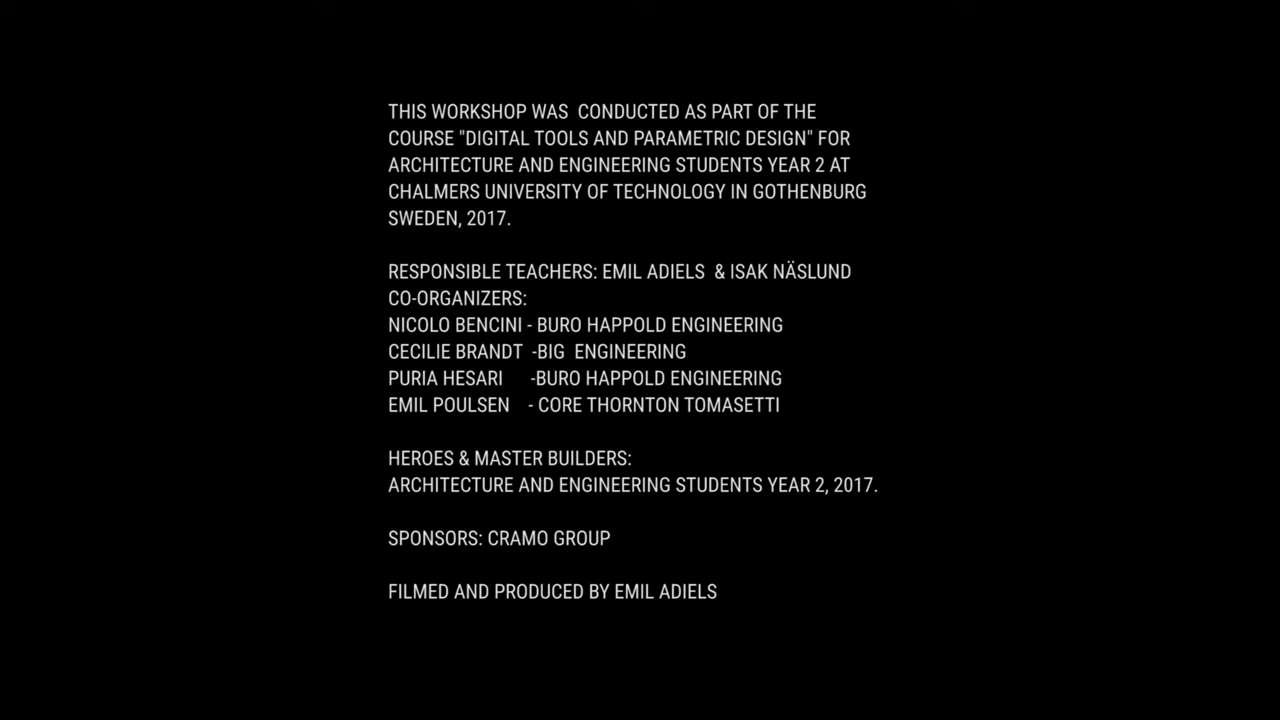 THIS WORKSHOP WAS  CONDUCTED AS PART OF THE
COURSE "DIGITAL TOOLS AND PARAMETRIC DESIGN" FOR
ARCHITECTURE AND ENGINEERING STUDENTS YEAR 2 AT
CHALMERS UNIVERSITY OF TECHNOLOGY IN GOTHENBURG
SWEDEN, 2017.
RESPONSIBLE TEACHERS: EMIL ADIELS  & ISAK NÄSLUND
CO-ORGANIZERS:
NICOLO BENCINI - BURO HAPPOLD ENGINEERING
CECILIE BRANDT  -BIG  ENGINEERING
PURIA HESARI     -BURO HAPPOLD ENGINEERING
EMIL POULSEN    - CORE THORNTON TOMASETTI
HEROES & MASTER BUILDERS:
ARCHITECTURE AND ENGINEERING STUDENTS YEAR 2, 2017.
SPONSORS: CRAMO GROUP
FILMED AND PRODUCED BY EMIL ADIELS